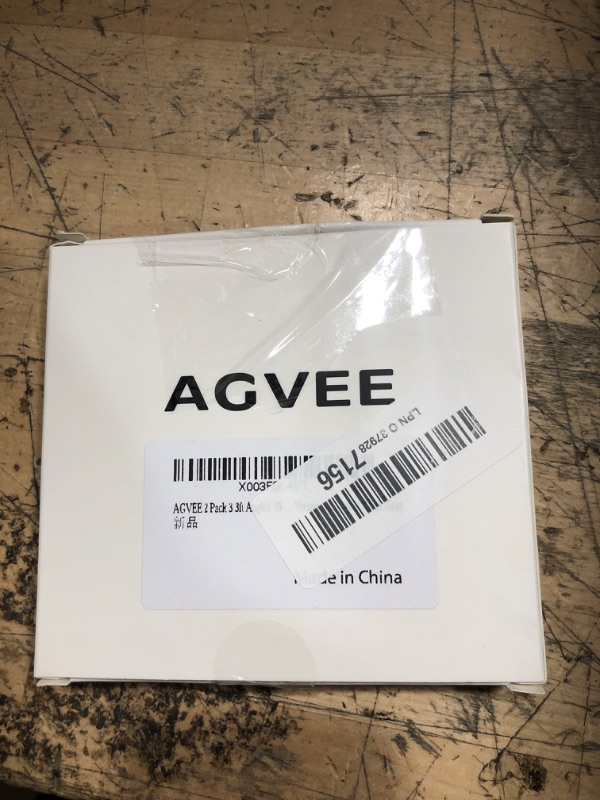 AGVEE
LPN O 37928 7156
X003F
AGVEE 2 Pack 3.3ft A
新品
Made in China